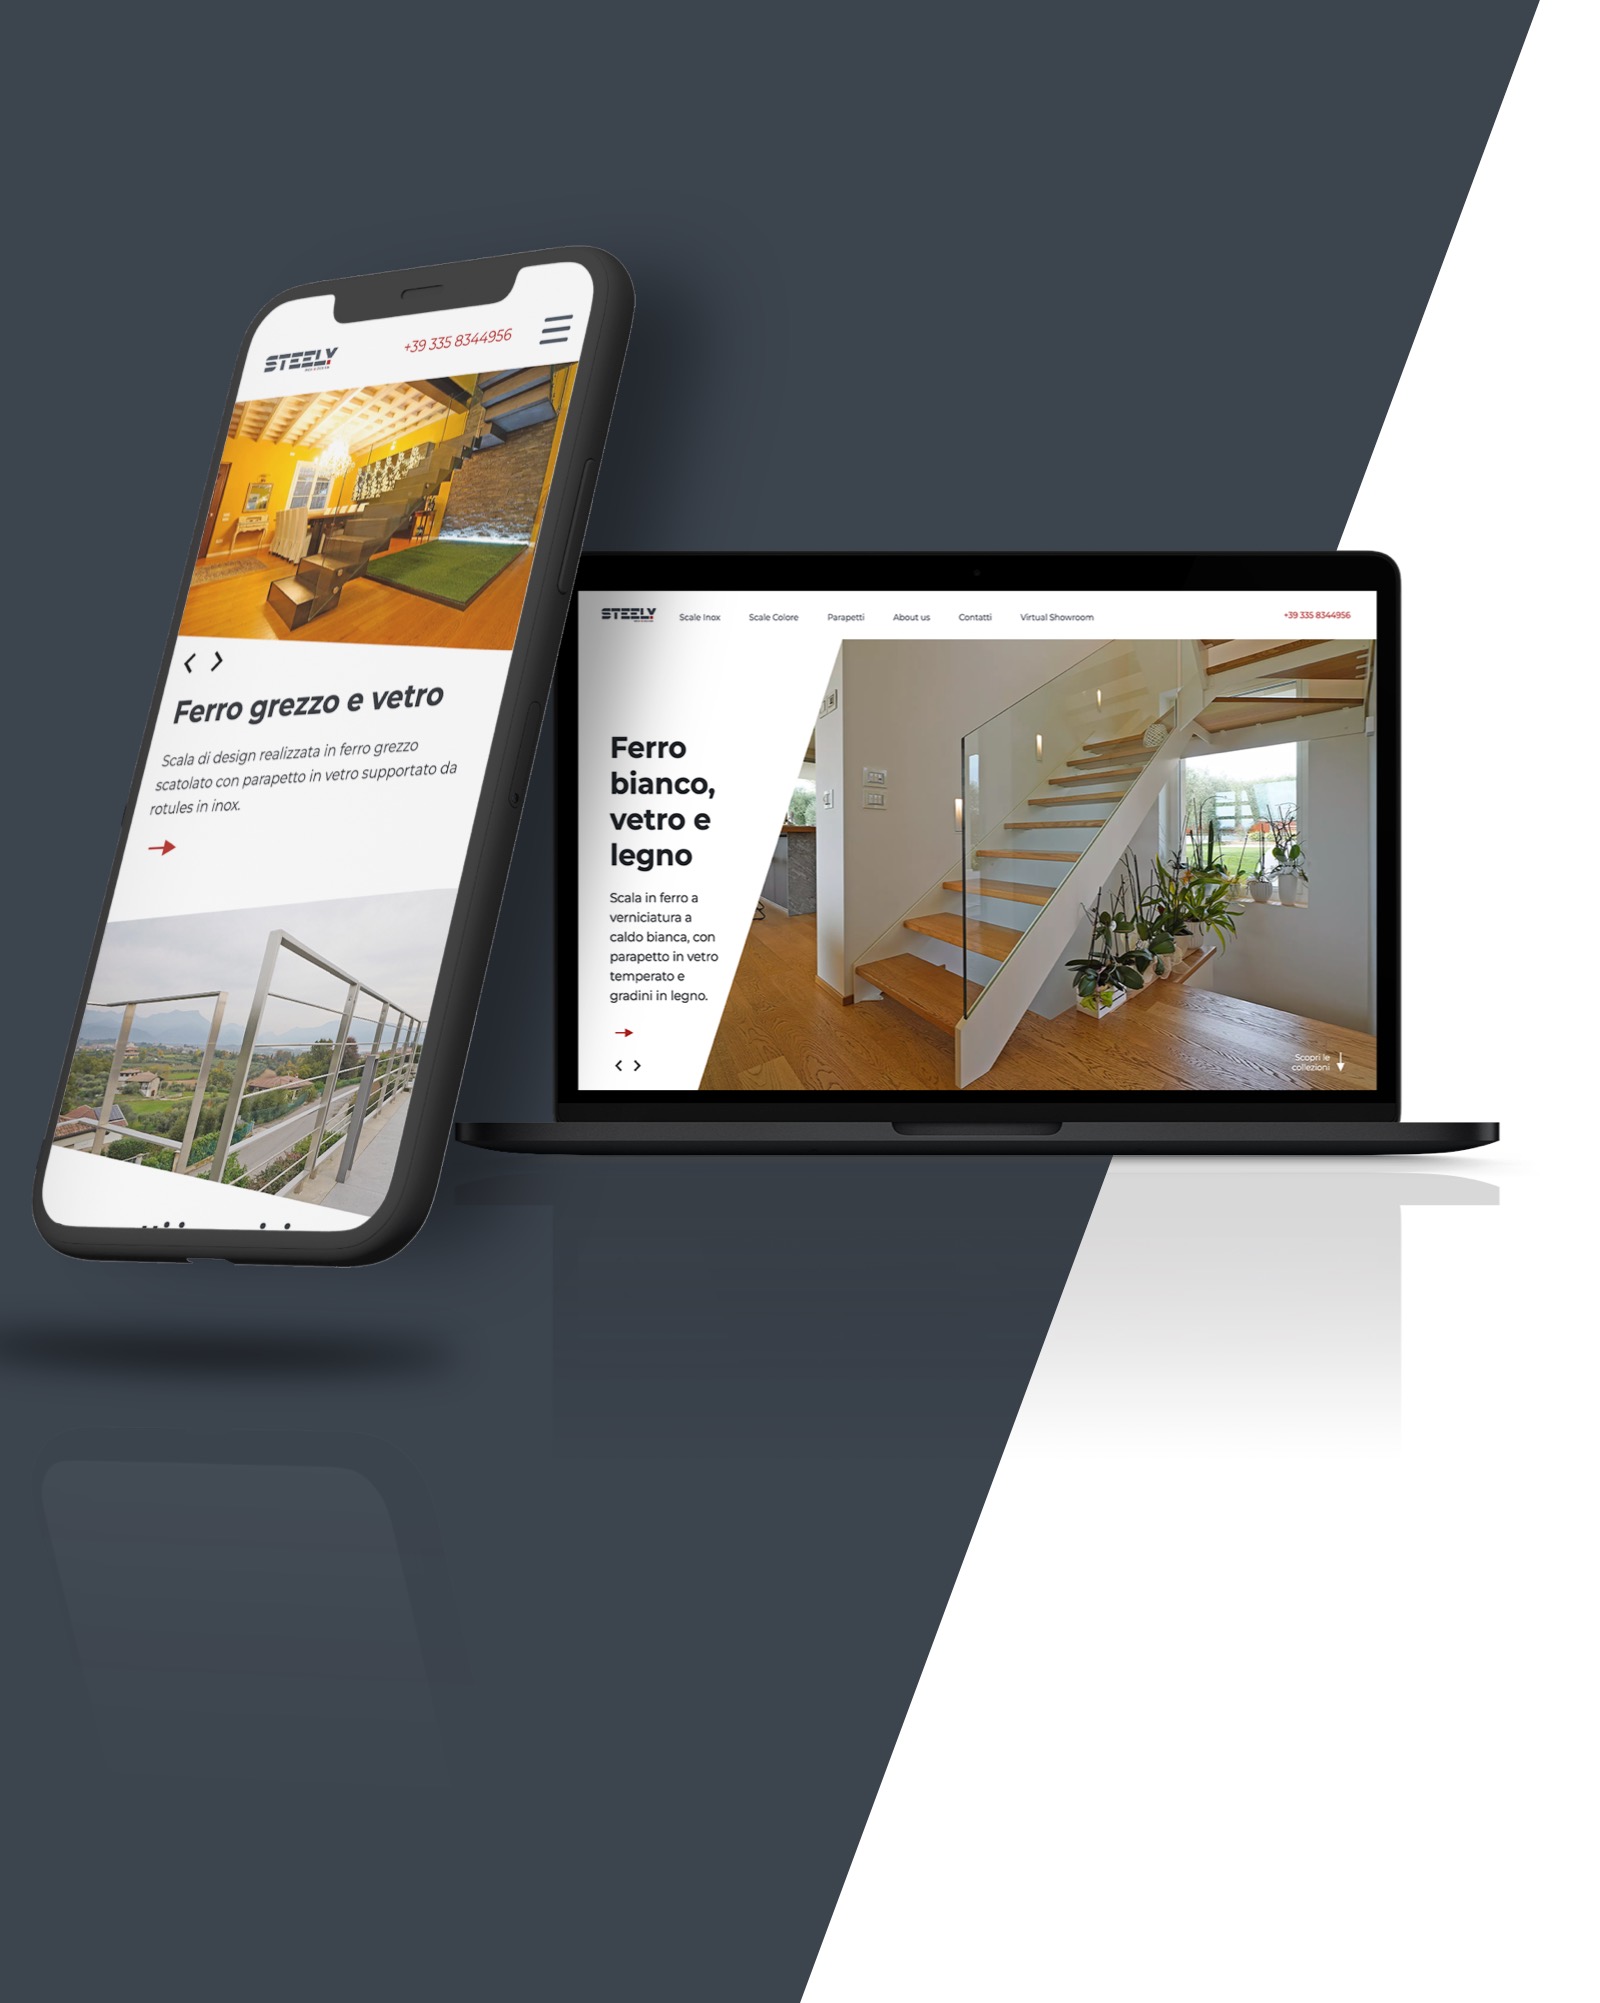 STEELY
+39 335 8344956
Ferro grezzo e vetro
Scala di design realizzata in ferro grezzo
scatolato con parapetto in vetro supportato da
rotules in inox.
STEELY
Scale Inox
Scale Colore
Parapetti
About us
Contatti
Virtual Showroom
+39 335 8344956
Ferro
bianco,
vetro e
legno
Scala in ferro a
verniciatura a
caldo bianca, con
parapetto in vetro
temperato e
gradini in legno.
Scopri le
collezioni